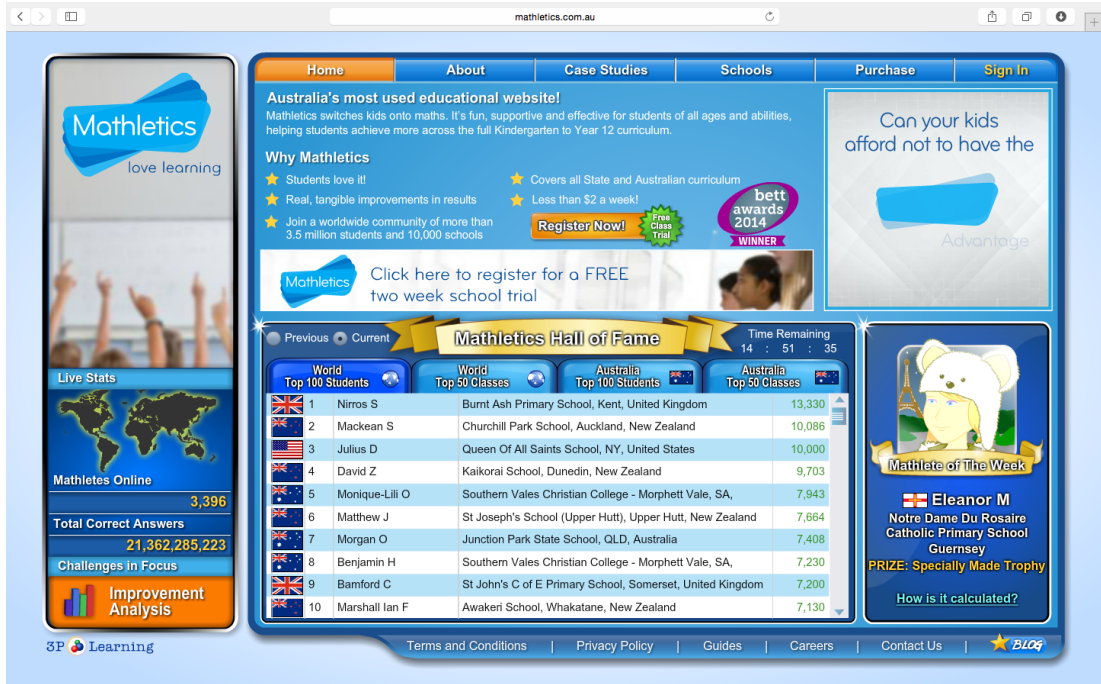 mathletics.com.au
Mathletics
love learning
Live Stats
Mathletes Online
3,396
Total Correct Answers
21,362,285,223
Challenges in Focus
Improvement
Analysis
3P Learning
Home About Case Studies Schools Purchase Sign In
Australia's most used educational website!
Mathletics switches kids onto maths. It's fun, supportive and effective for students of all ages and abilities,
helping students achieve more across the full Kindergarten to Year 12 curriculum.
Why Mathletics
Students love it!
Real, tangible improvements in results
Join a worldwide community of more than
3.5 million students and 10,000 schools
Covers all State and Australian curriculum
Less than $2 a week!
Register Now!
Free
Class
Trial
bett
awards
2014
WINNER
Can your kids
afford not to have the
Advantage
Mathletics
Click here to register for a FREE
two week school trial
Previous Current
Mathletics Hall of Fame
Time Remaining
14 : 51 : 35
World
Top 100 Students
World
Top 50 Classes
Australia
Top 100 Students
Australia
Top 50 Classes
1 Nirros S Burnt Ash Primary School, Kent, United Kingdom 13,330
2 Mackean S Churchill Park School, Auckland, New Zealand 10,086
3 Julius D Queen Of All Saints School, NY, United States 10,000
4 David Z Kaikorai School, Dunedin, New Zealand 9,703
5 Monique-Lili O Southern Vales Christian College - Morphett Vale, SA, 7,943
6 Matthew J St Joseph's School (Upper Hutt), Upper Hutt, New Zealand 7,664
7 Morgan O Junction Park State School, QLD, Australia 7,408
8 Benjamin H Southern Vales Christian College - Morphett Vale, SA, 7,230
9 Bamford C St John's C of E Primary School, Somerset, United Kingdom 7,200
10 Marshall Ian F Awakeri School, Whakatane, New Zealand 7,130
Mathlete of The Week
Eleanor M
Notre Dame Du Rosaire
Catholic Primary School
Guernsey
PRIZE: Specially Made Trophy
How is it calculated?
Terms and Conditions | Privacy Policy | Guides | Careers | Contact Us | BLOG